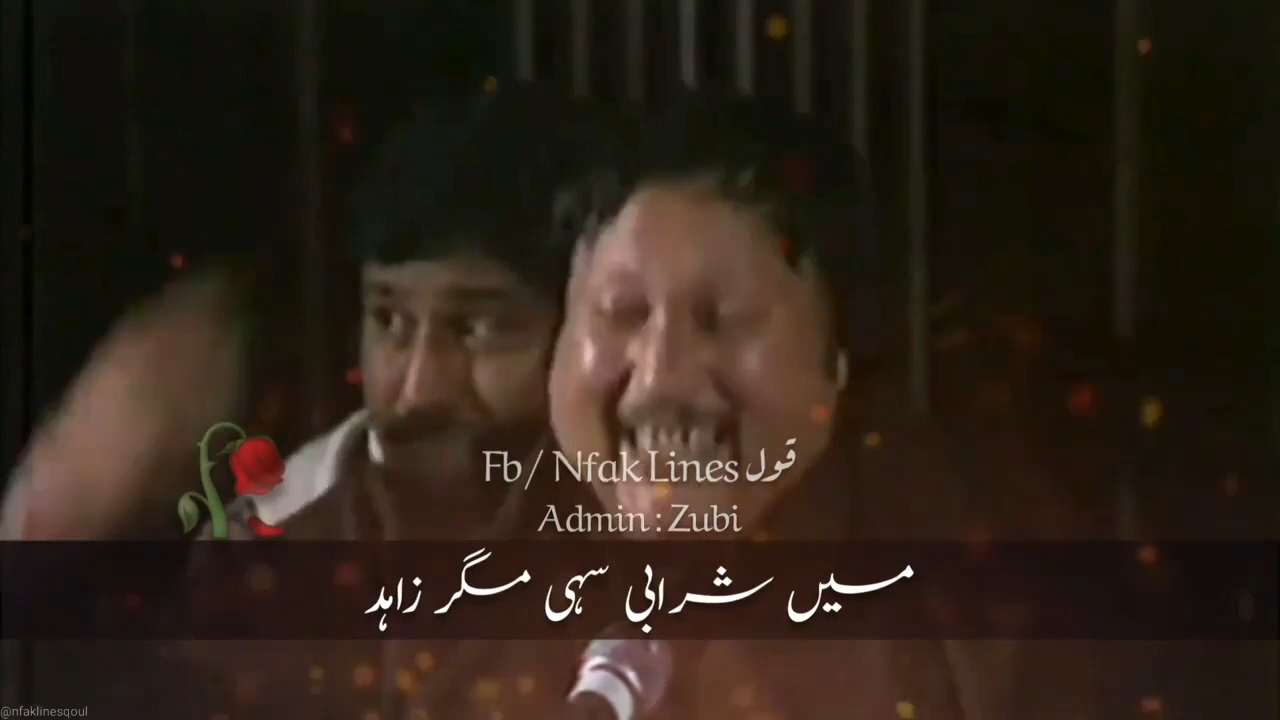 Fb/ Nfak Lines قول
Admin : Zubi
میں شرابی سہی مگر زاہد
@nfaklinesqoul